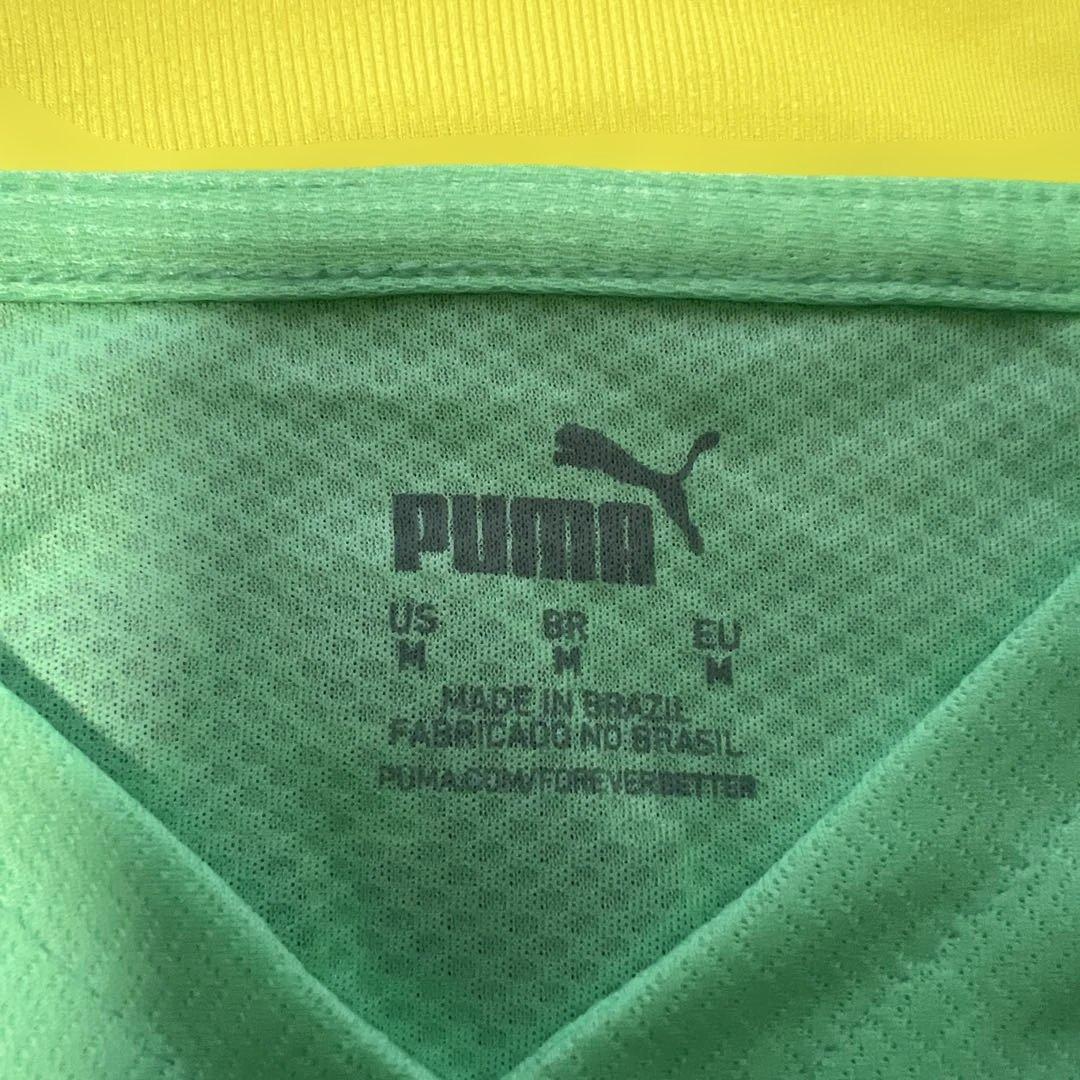 PUMA
US BR EU
M M M
MADE IN BRAZIL
FABRICADO NO BRASIL
PUMA.COM/FOREVERBETTER